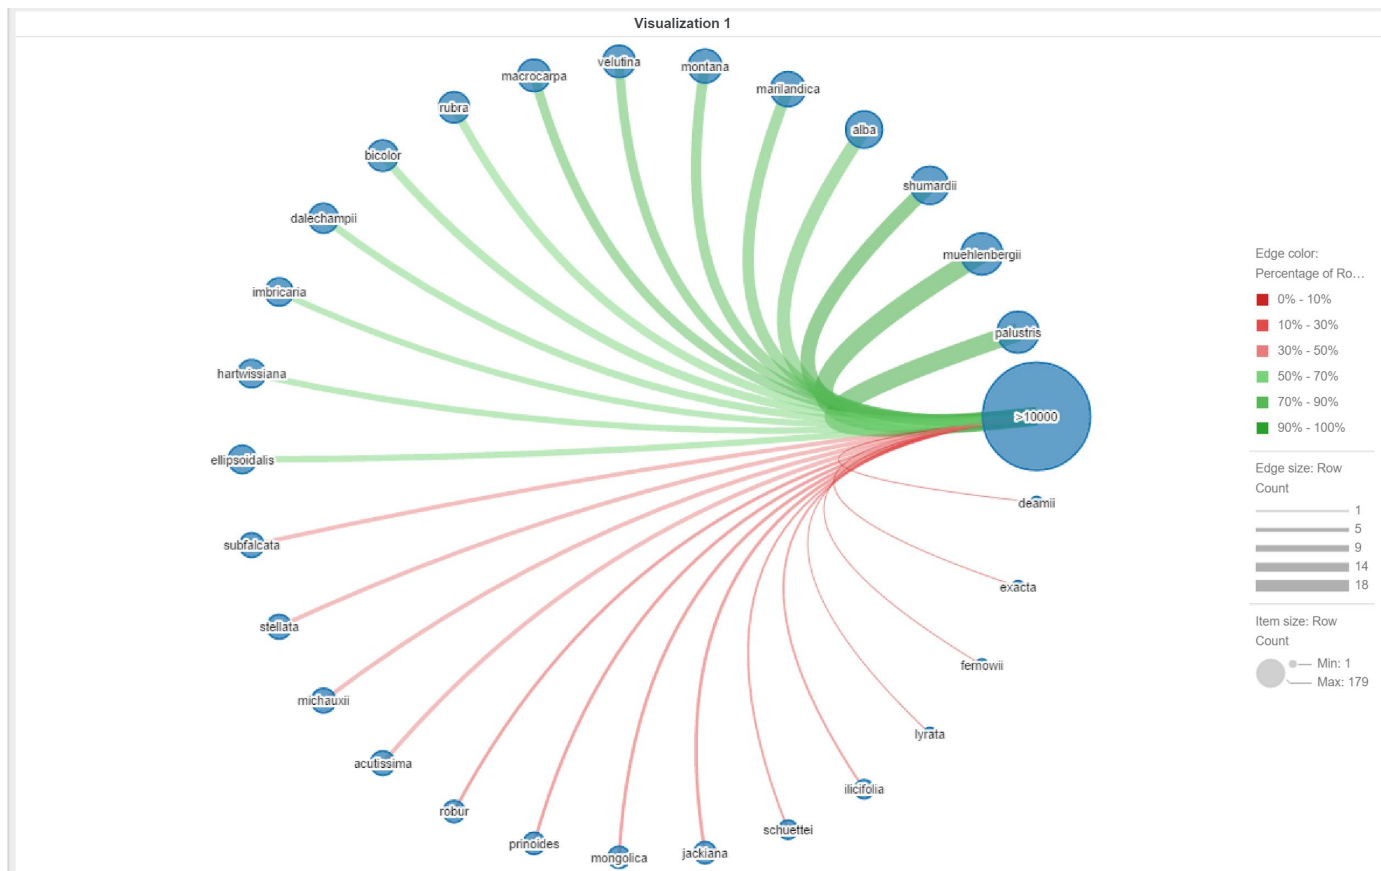 Visualization 1
velutina
montana
macrocarpa
marilandica
rubra
alba
bicolor
shumardii
dalechampii
muehlenbergii
imbricaria
palustris
hartwissiana
>10000
ellipsoidalis
deamii
subfalcata
exacta
stellata
fernowii
michauxii
lyrata
acutissima
ilicifolia
robur
schuettei
prinoides
jackiana
mongolica
Edge color:
Percentage of Ro...
0% - 10%
10% - 30%
30% - 50%
50% - 70%
70% - 90%
90% - 100%
Edge size: Row
Count
1
5
9
14
18
Item size: Row
Count
Min: 1
Max: 179